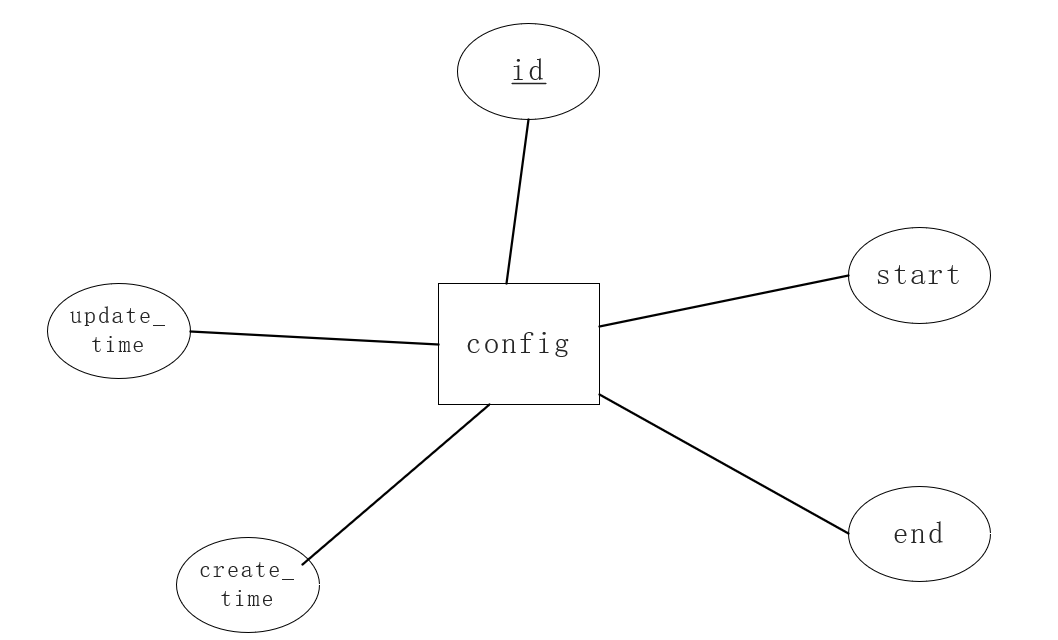 id
start
update_
time
config
end
create_
time